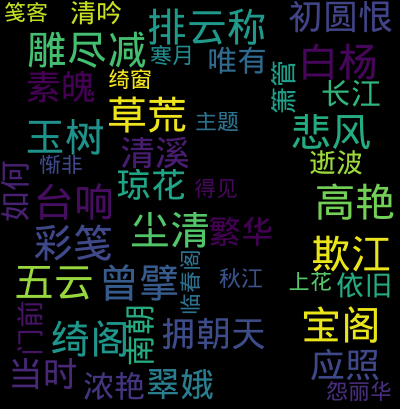 笺客 清吟
排云称
初圆恨
雕尽减
寒月 唯有
白杨
素魄
绮窗
箫管
长江
草荒
主题
悲风
玉树
清溪
逝波
惭非
琼花
得见
如何
台响
高艳
尘清
繁华
彩笺
欺江
临春阁
五云
曾擘
秋江
上花
依旧
南朝
宝阁
门前
绮阁
拥朝天
当时
浓艳
翠娥
应照
怨丽华